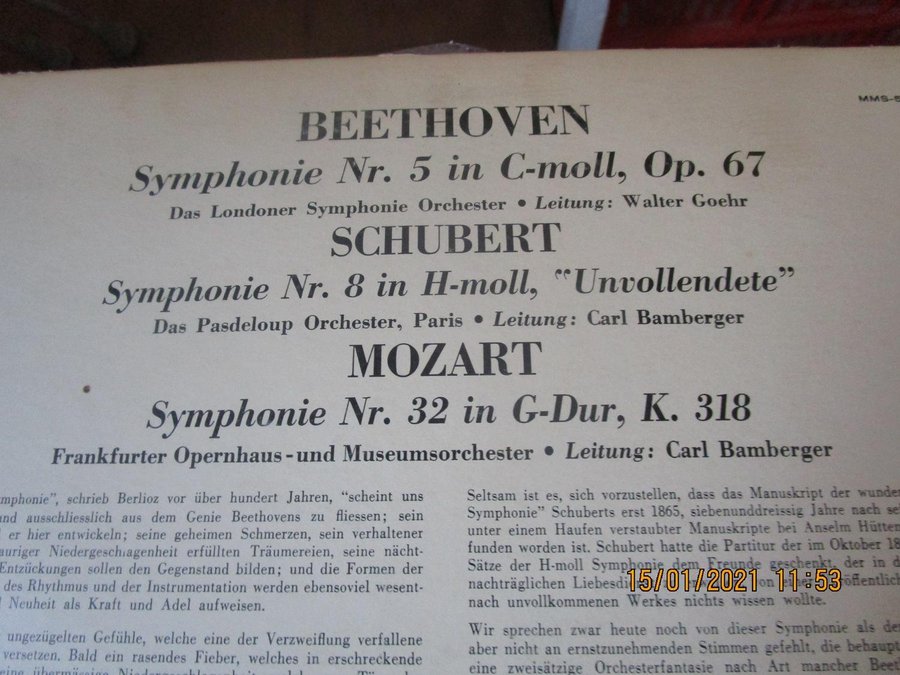 MMS-
BEETHOVEN
Symphonie Nr. 5 in C-moll, Op. 67
Das Londoner Symphonie Orchester • Leitung: Walter Goehr
SCHUBERT
Symphonie Nr. 8 in H-moll, “Unvollendete”
Das Pasdeloup Orchester, Paris • Leitung: Carl Bamberger
MOZART
Symphonie Nr. 32 in G-Dur, K. 318
Frankfurter Opernhaus-und Museumsorchester • Leitung: Carl Bamberger
mphonie”, schrieb Berlioz vor über hundert Jahren, “scheint uns
nd ausschliesslich aus dem Genie Beethovens zu fliessen; sein
er hier entwickeln; seine geheimen Schmerzen, sein verhaltener
auriger Niedergeschlagenheit erfüllten Träumereien, seine nächt-
Entzückungen sollen den Gegenstand bilden; und die Formen der
des Rhythmus und der Instrumentation werden ebensoviel wesent-
Neuheit als Kraft und Adel aufweisen.
ungezügelten Gefühle, welche eine der Verzweiflung verfallene
versetzen. Bald ein rasendes Fieber, welches in erschreckende
eine übermässige
Seltsam ist es, sich vorzustellen, dass das Manuskript der wunder
Symphonie” Schuberts erst 1865, siebenunddreissig Jahre nach se
unter einem Haufen verstaubter Manuskripte bei Anselm Hütten
funden worden ist. Schubert hatte die Partitur der im Oktober 18
Sätze der H-moll Symphonie dem Freunde geschenkt, der in d
nachträglichen
nach unvollkommenen Werkes nichts wissen wollte.
Wir sprechen zwar heute noch von dieser Symphonie als de
aber nicht an ernstzunehmenden Stimmen gefehlt, die behaup
eine zweisätzige Orchesterfantasie nach Art mancher Beet
15/01/2021 11:53